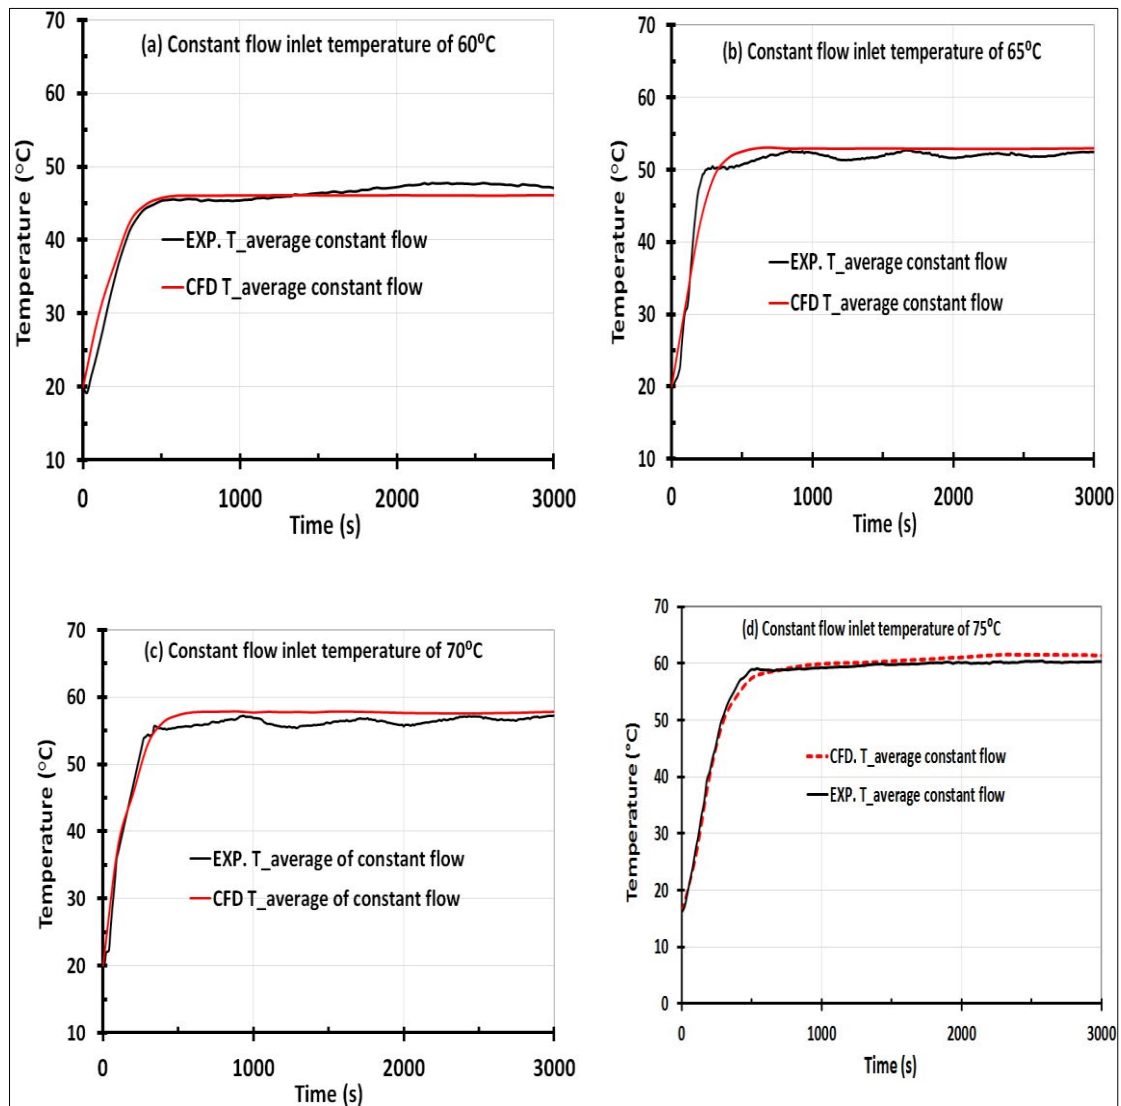 (a) Constant flow inlet temperature of 60⁰C
70
60
50
40
30
20
10
Temperature (°C)
EXP. T_average constant flow
CFD T_average constant flow
0
1000
2000
3000
Time (s)
(b) Constant flow inlet temperature of 65⁰C
70
60
50
40
30
20
10
Temperature (°C)
EXP. T_average constant flow
CFD T_average constant flow
0
1000
2000
3000
Time (s)
(c) Constant flow inlet temperature of 70⁰C
70
60
50
40
30
20
10
Temperature (°C)
EXP. T_average of constant flow
CFD T_average of constant flow
0
1000
2000
3000
Time (s)
(d) Constant flow inlet temperature of 75⁰C
70
60
50
40
30
20
10
0
Temperature (°C)
CFD. T_average constant flow
EXP. T_average constant flow
0
1000
2000
3000
Time (s)